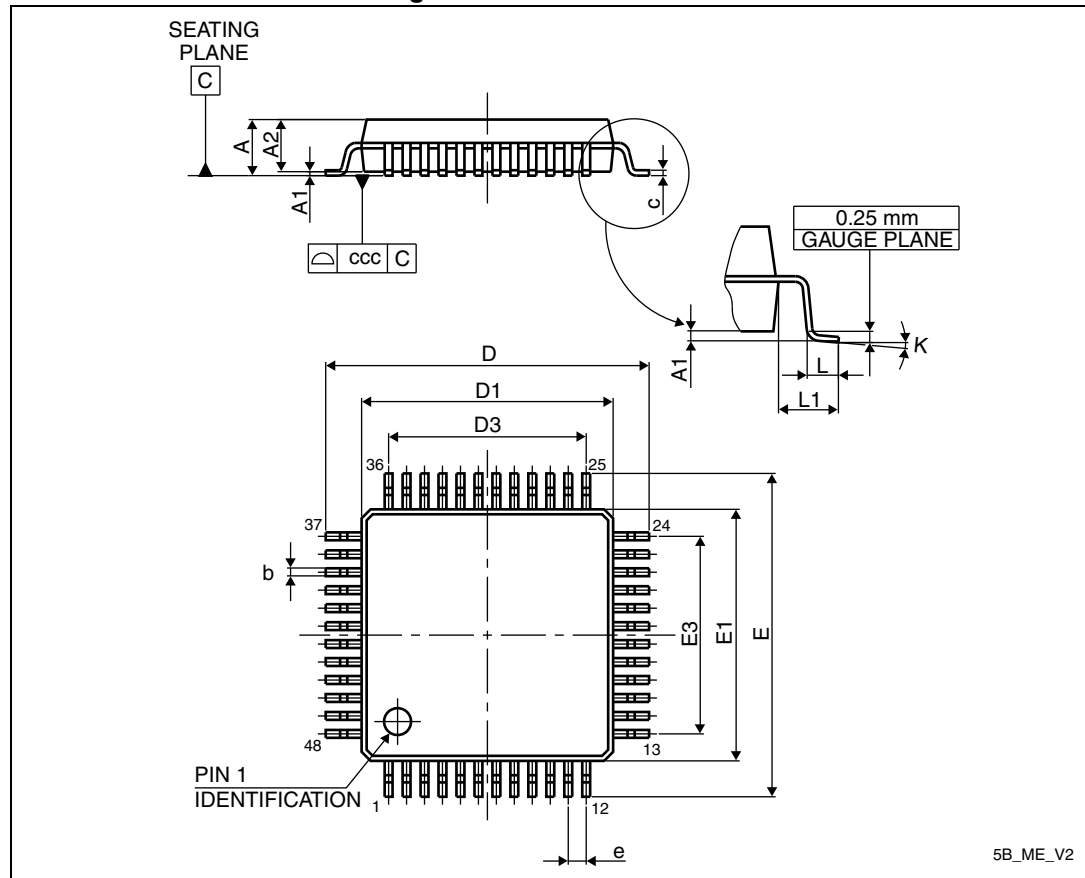 SEATING
PLANE
C
A
A2
A1
c
ccc C
0.25 mm
GAUGE PLANE
A1
K
L
L1
D
D1
D3
36
25
37
24
b
E3
E1
E
48
13
PIN 1
IDENTIFICATION
1
12
e
5B_ME_V2